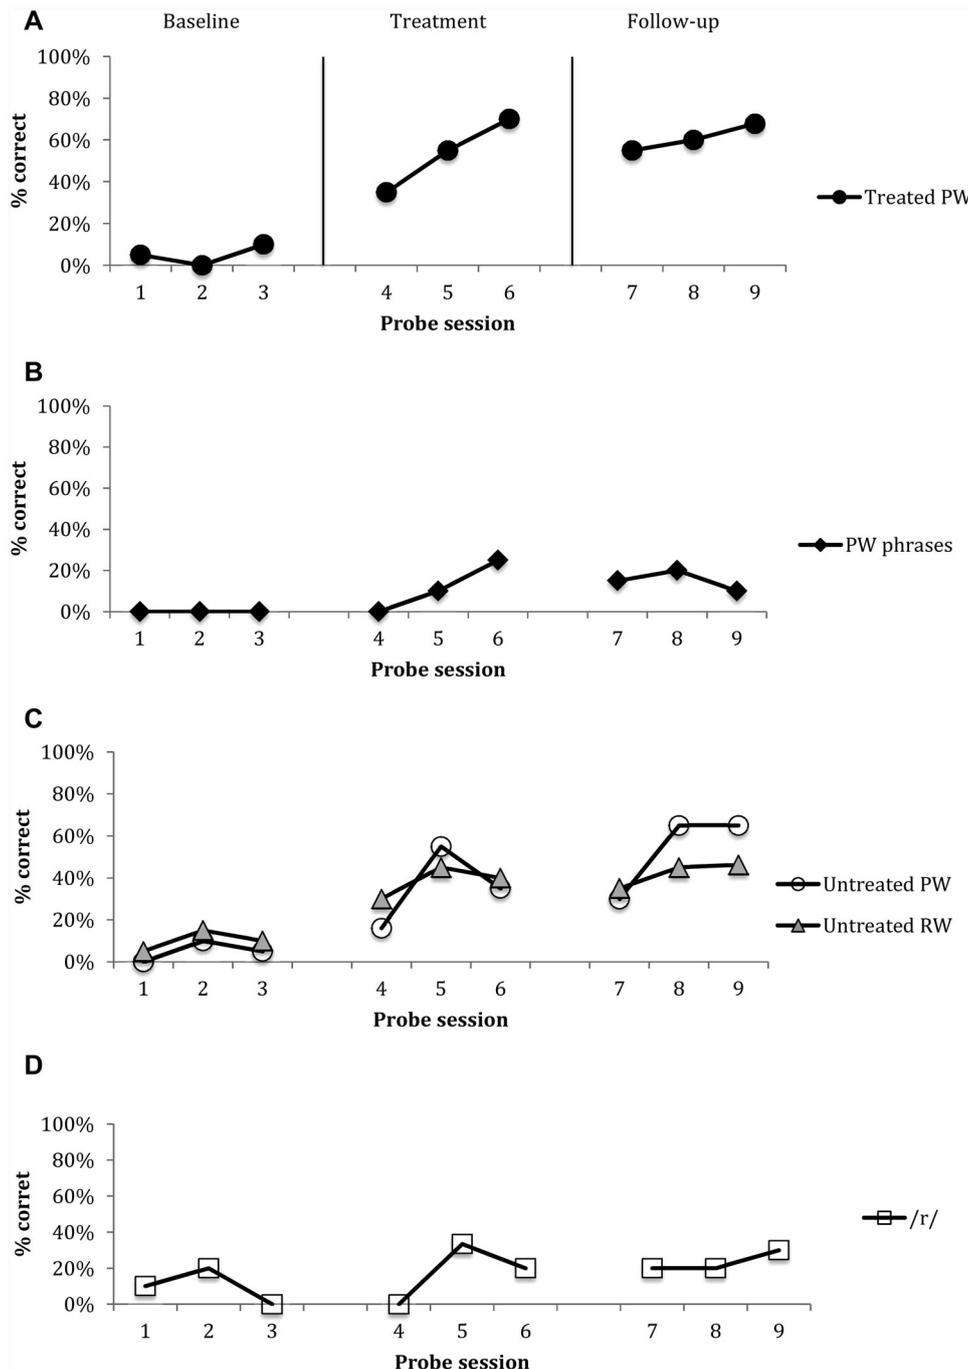 A
Baseline Treatment Follow-up
100%
80%
60%
40%
20%
0%
% correct
1 2 3 4 5 6 7 8 9
Probe session
Treated PW
B
100%
80%
60%
40%
20%
0%
% correct
1 2 3 4 5 6 7 8 9
Probe session
PW phrases
C
100%
80%
60%
40%
20%
0%
% correct
1 2 3 4 5 6 7 8 9
Probe session
Untreated PW
Untreated RW
D
100%
80%
60%
40%
20%
0%
% corret
1 2 3 4 5 6 7 8 9
Probe session
/r/